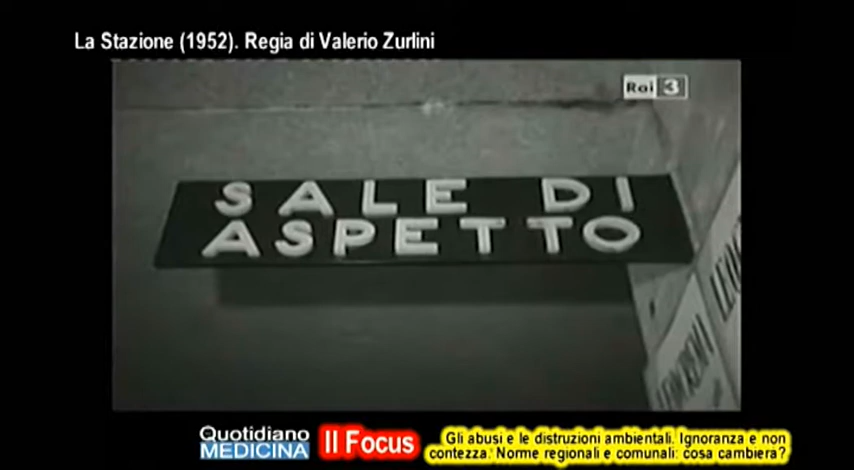 La Stazione (1952). Regia di Valerio Zurlini
Rai 3
SALE DI
ASPETTO
Quotidiano
MEDICINA
Il Focus
Gli abusi e le distruzioni ambientali. Ignoranza e non
contezza. Norme regionali e comunali: cosa cambierà?